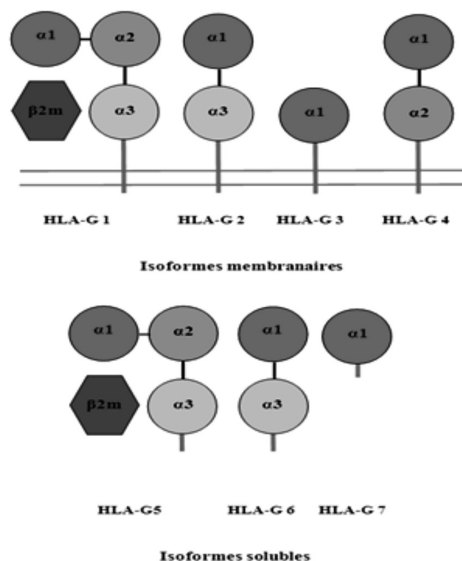 α1 α2 α1 α1
β2m α3 α3 α1 α2
HLA-G 1 HLA-G 2 HLA-G 3 HLA-G 4
Isoformes membranaires
α1 α2 α1 α1
β2m α3 α3
HLA-G5 HLA-G 6 HLA-G 7
Isoformes solubles